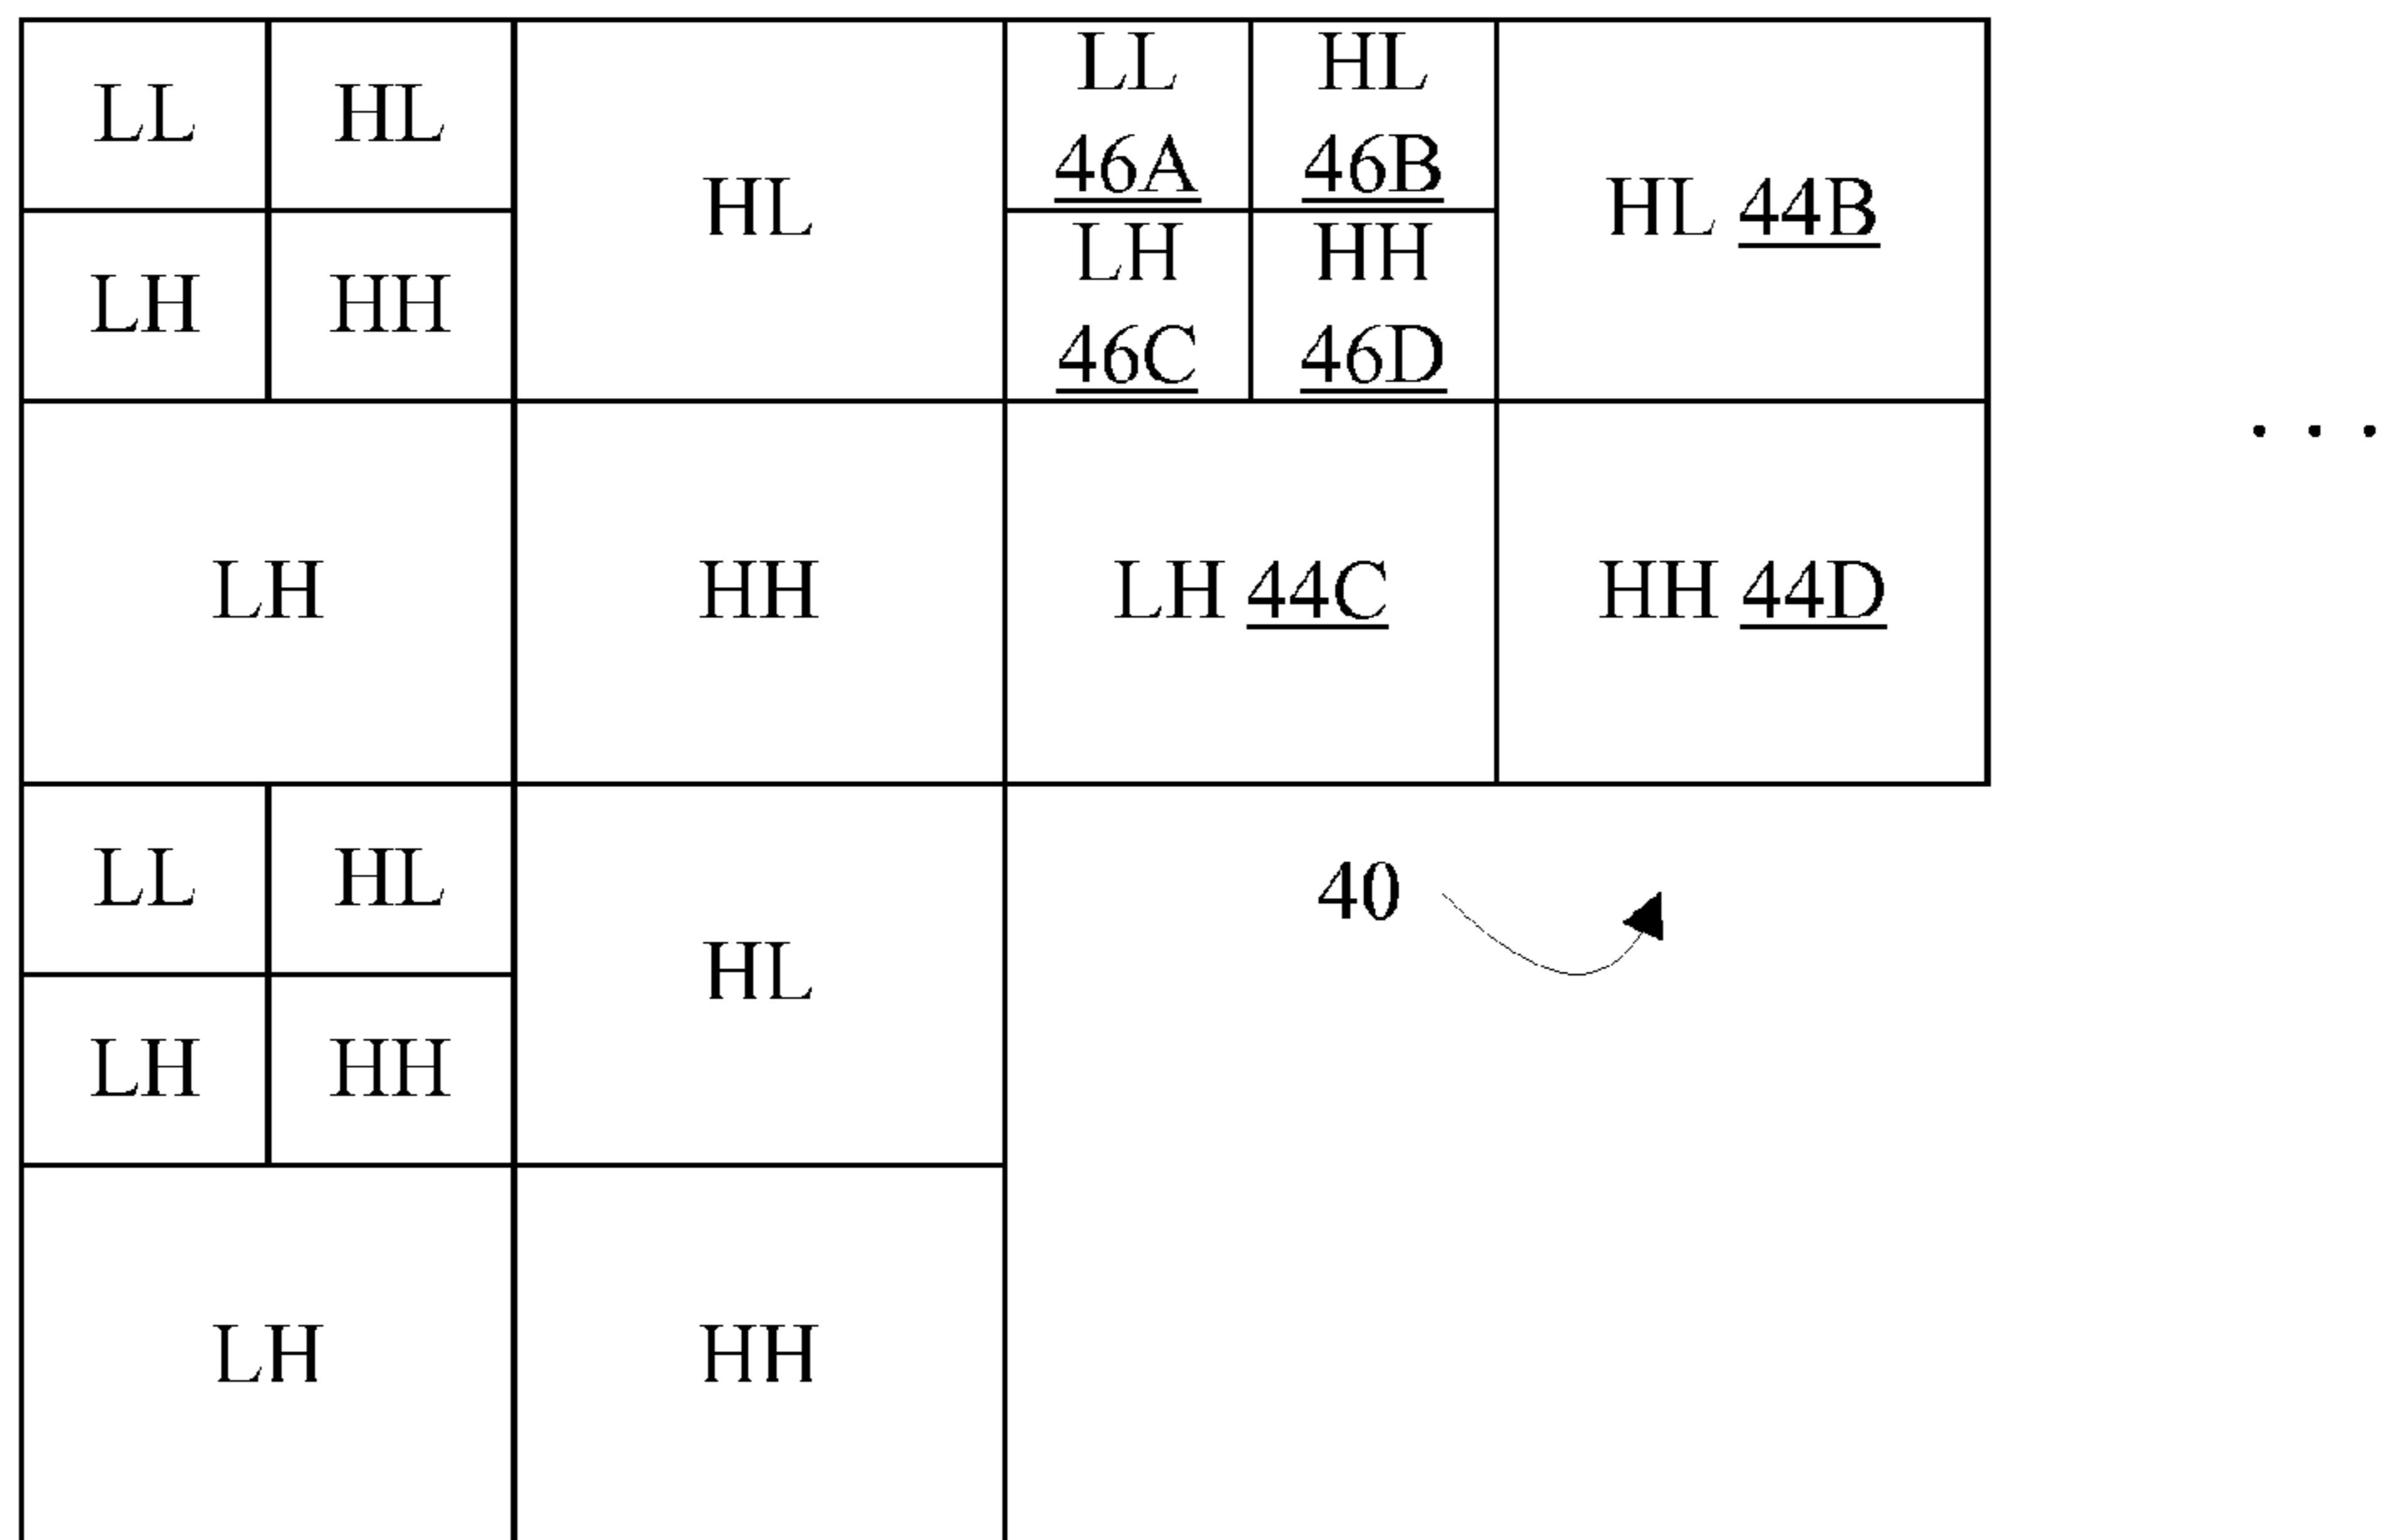 LL HL HL LL HL HL 44B
46A 46B
LH HH LH HH
46C 46D
LH HH LH 44C HH 44D
. . .
LL HL HL 40
LH HH
LH HH